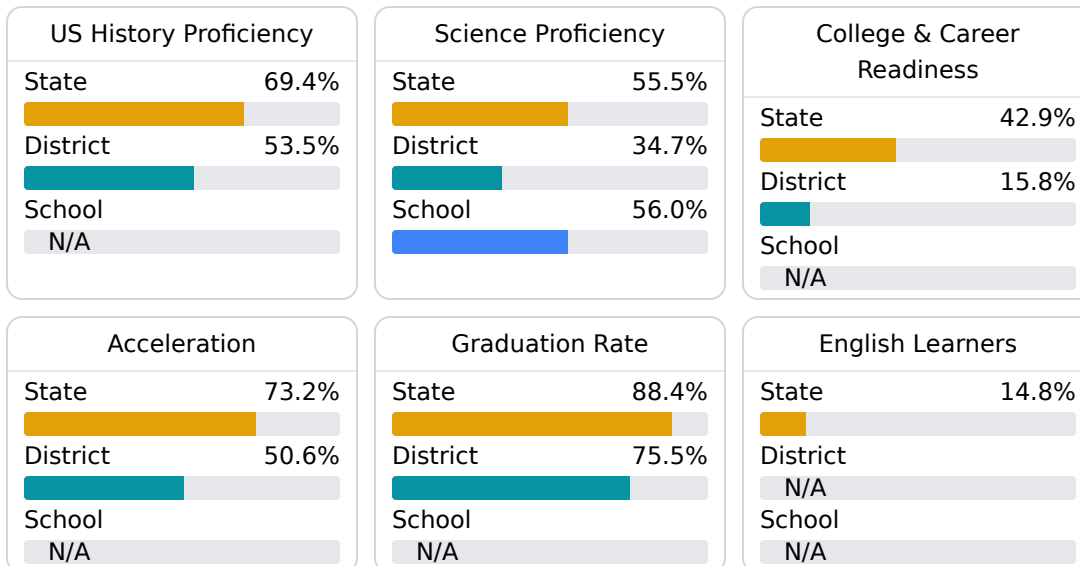 US History Proficiency
State 69.4%
District 53.5%
School
N/A
Science Proficiency
State 55.5%
District 34.7%
School 56.0%
College & Career
Readiness
State 42.9%
District 15.8%
School
N/A
Acceleration
State 73.2%
District 50.6%
School
N/A
Graduation Rate
State 88.4%
District 75.5%
School
N/A
English Learners
State 14.8%
District
N/A
School
N/A